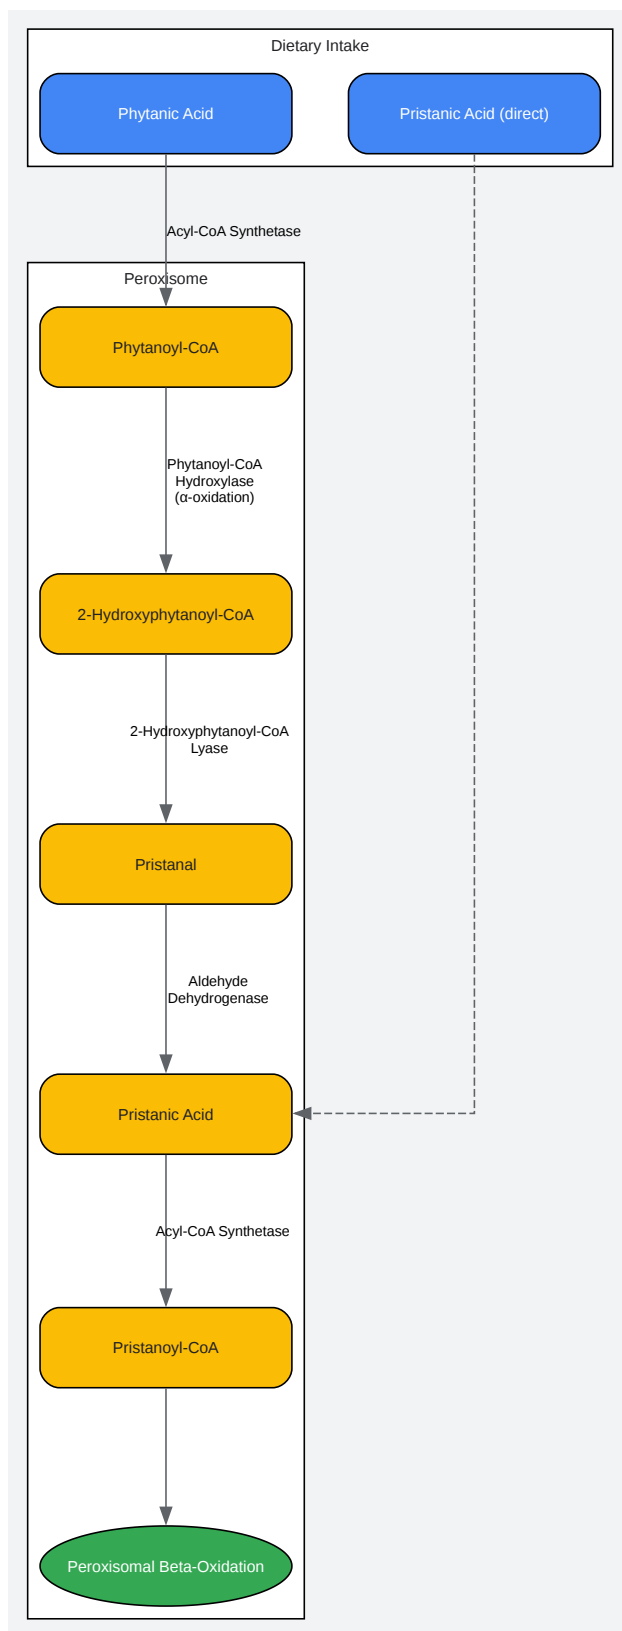 Dietary Intake
Phytanic Acid
Pristanic Acid (direct)
Acyl-CoA Synthetase
Peroxisome
Phytanoyl-CoA
Phytanoyl-CoA
Hydroxylase
(α-oxidation)
2-Hydroxyphytanoyl-CoA
2-Hydroxyphytanoyl-CoA
Lyase
Pristanal
Aldehyde
Dehydrogenase
Pristanic Acid
Acyl-CoA Synthetase
Pristanoyl-CoA
Peroxisomal Beta-Oxidation